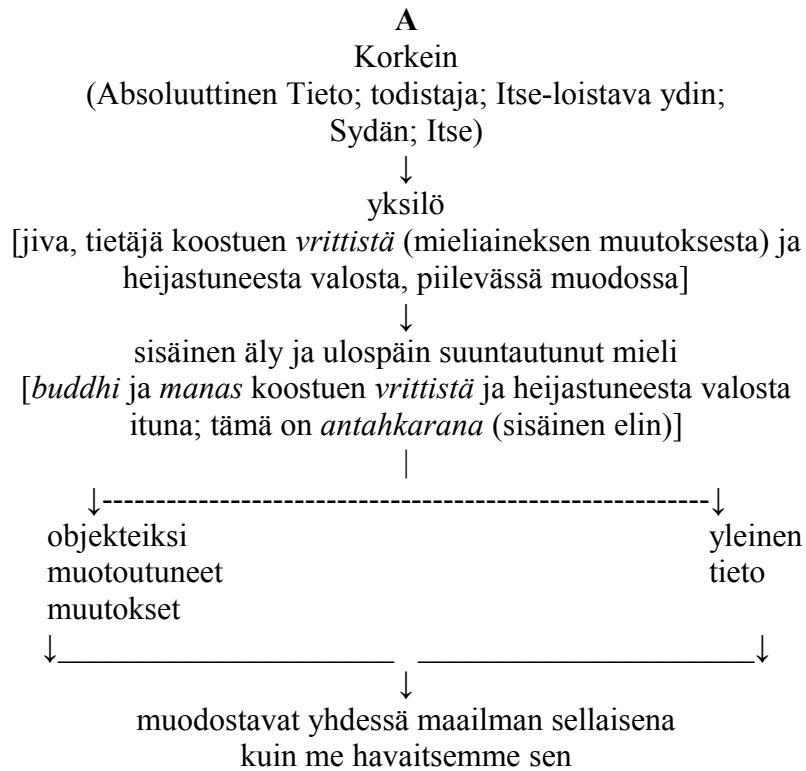 A
Korkein
(Absoluuttinen Tieto; todistaja; Itse-loistava ydin;
Sydän; Itse)
↓
yksilö
[jiva, tietäjä koostuen vrittistä (mieliaineksen muutoksesta) ja
heijastuneesta valosta, piilevässä muodossa]
↓
sisäinen äly ja ulospäin suuntautunut mieli
[buddhi ja manas koostuen vrittistä ja heijastuneesta valosta
ituna; tämä on antahkarana (sisäinen elin)]
|
↓---------------------------------------------------------↓
objekteiksi yleinen
muotoutuneet tieto
muutokset
↓_____________________ _____________________↓
↓
muodostavat yhdessä maailman sellaisena
kuin me havaitsemme sen